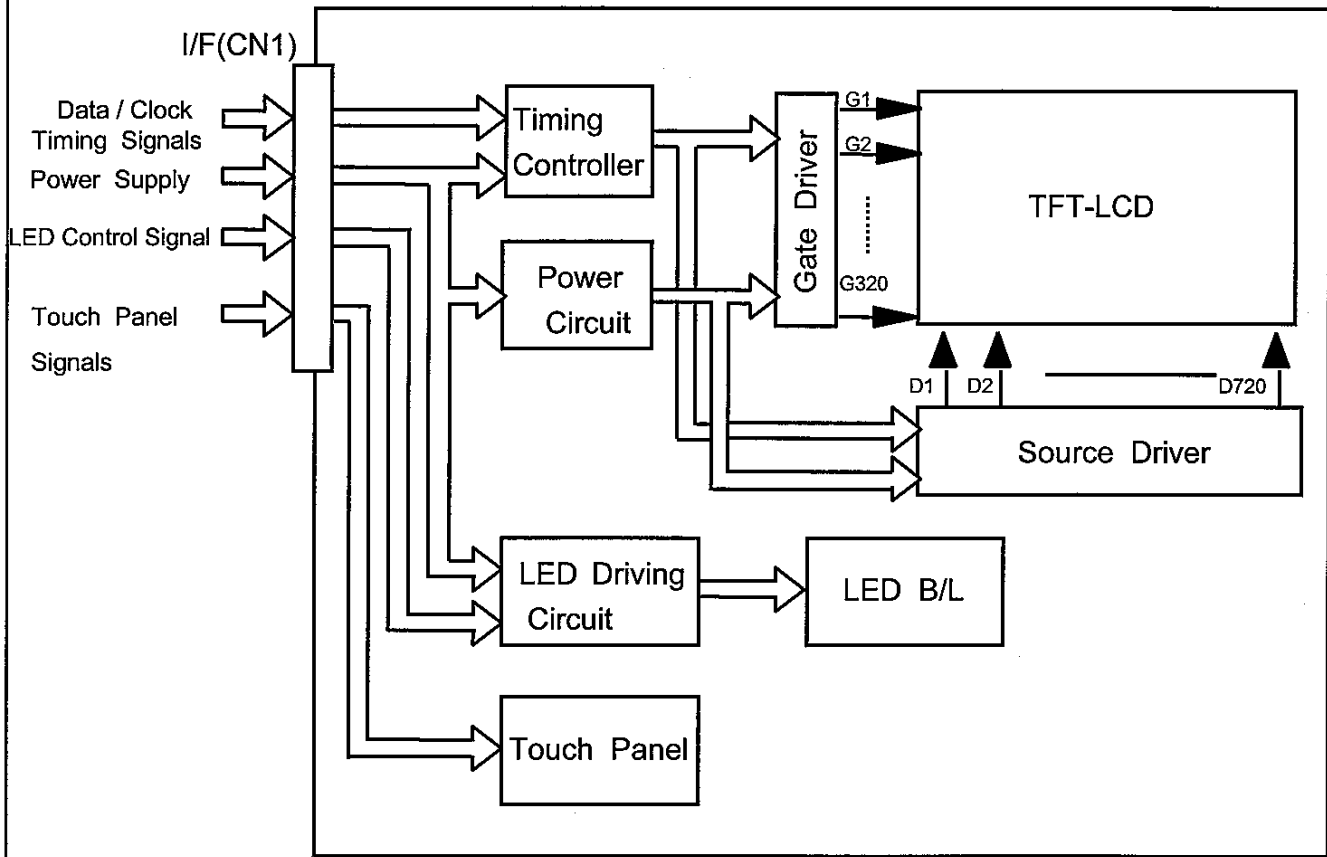 I/F(CN1)
Data / Clock
Timing Signals
Power Supply
LED Control Signal
Touch Panel
Signals
Timing
Controller
Power
Circuit
Gate Driver
G1
G2
G320
TFT-LCD
D1
D2
D720
Source Driver
LED Driving
Circuit
LED B/L
Touch Panel